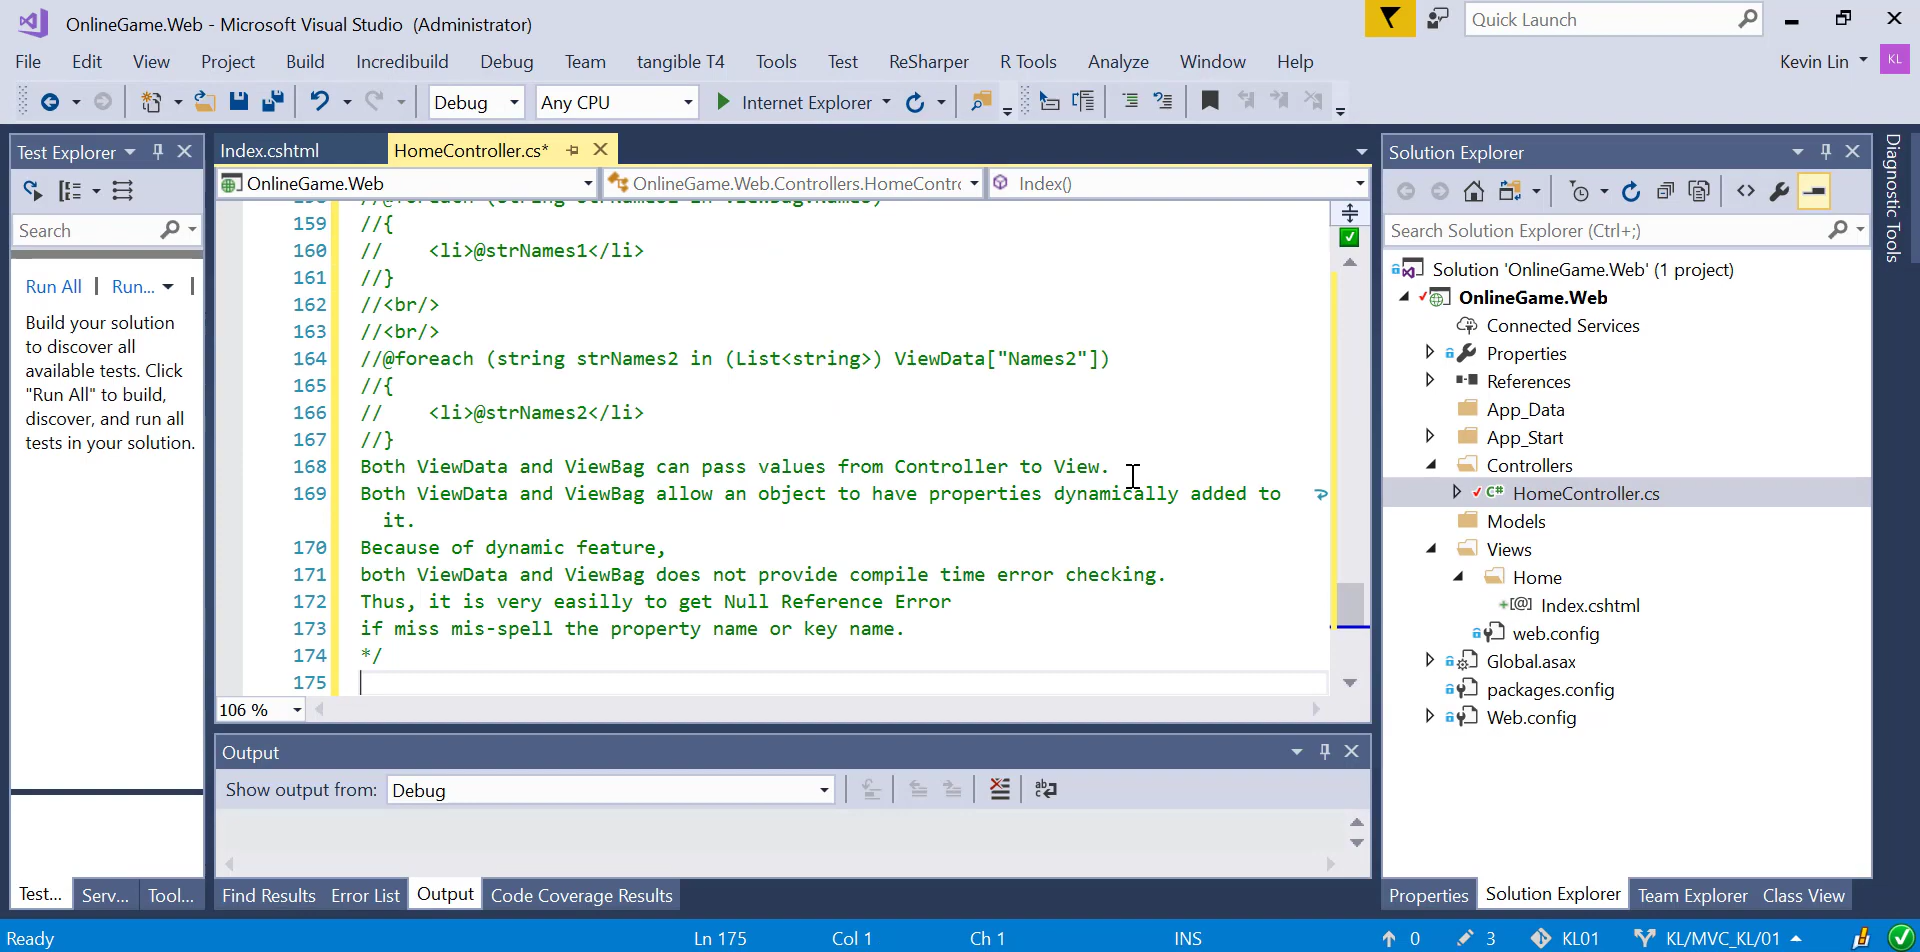 OnlineGame.Web - Microsoft Visual Studio (Administrator)
Quick Launch
File Edit View Project Build Incredibuild Debug Team tangible T4 Tools Test ReSharper R Tools Analyze Window Help
Kevin Lin
KL
Debug Any CPU Internet Explorer
Test Explorer
Search
Run All | Run... |
Build your solution
to discover all
available tests. Click
"Run All" to build,
discover, and run all
tests in your solution.
Test... Serv... Tool...
Index.cshtml HomeController.cs*
OnlineGame.Web OnlineGame.Web.Controllers.HomeContr Index()
159 //{
160 // <li>@strNames1</li>
161 //}
162 //<br/>
163 //<br/>
164 //@foreach (string strNames2 in (List<string>) ViewData["Names2"])
165 //{
166 // <li>@strNames2</li>
167 //}
168 Both ViewData and ViewBag can pass values from Controller to View.
169 Both ViewData and ViewBag allow an object to have properties dynamically added to
it.
170 Because of dynamic feature,
171 both ViewData and ViewBag does not provide compile time error checking.
172 Thus, it is very easilly to get Null Reference Error
173 if miss mis-spell the property name or key name.
174 */
175
106 %
Output
Show output from: Debug
Find Results Error List Output Code Coverage Results
Solution Explorer
Search Solution Explorer (Ctrl+;)
Solution 'OnlineGame.Web' (1 project)
OnlineGame.Web
Connected Services
Properties
References
App_Data
App_Start
Controllers
C# HomeController.cs
Models
Views
Home
[@] Index.cshtml
web.config
Global.asax
packages.config
Web.config
Properties Solution Explorer Team Explorer Class View
Diagnostic Tools
Ready Ln 175 Col 1 Ch 1 INS 0 3 KL01 KL/MVC_KL/01